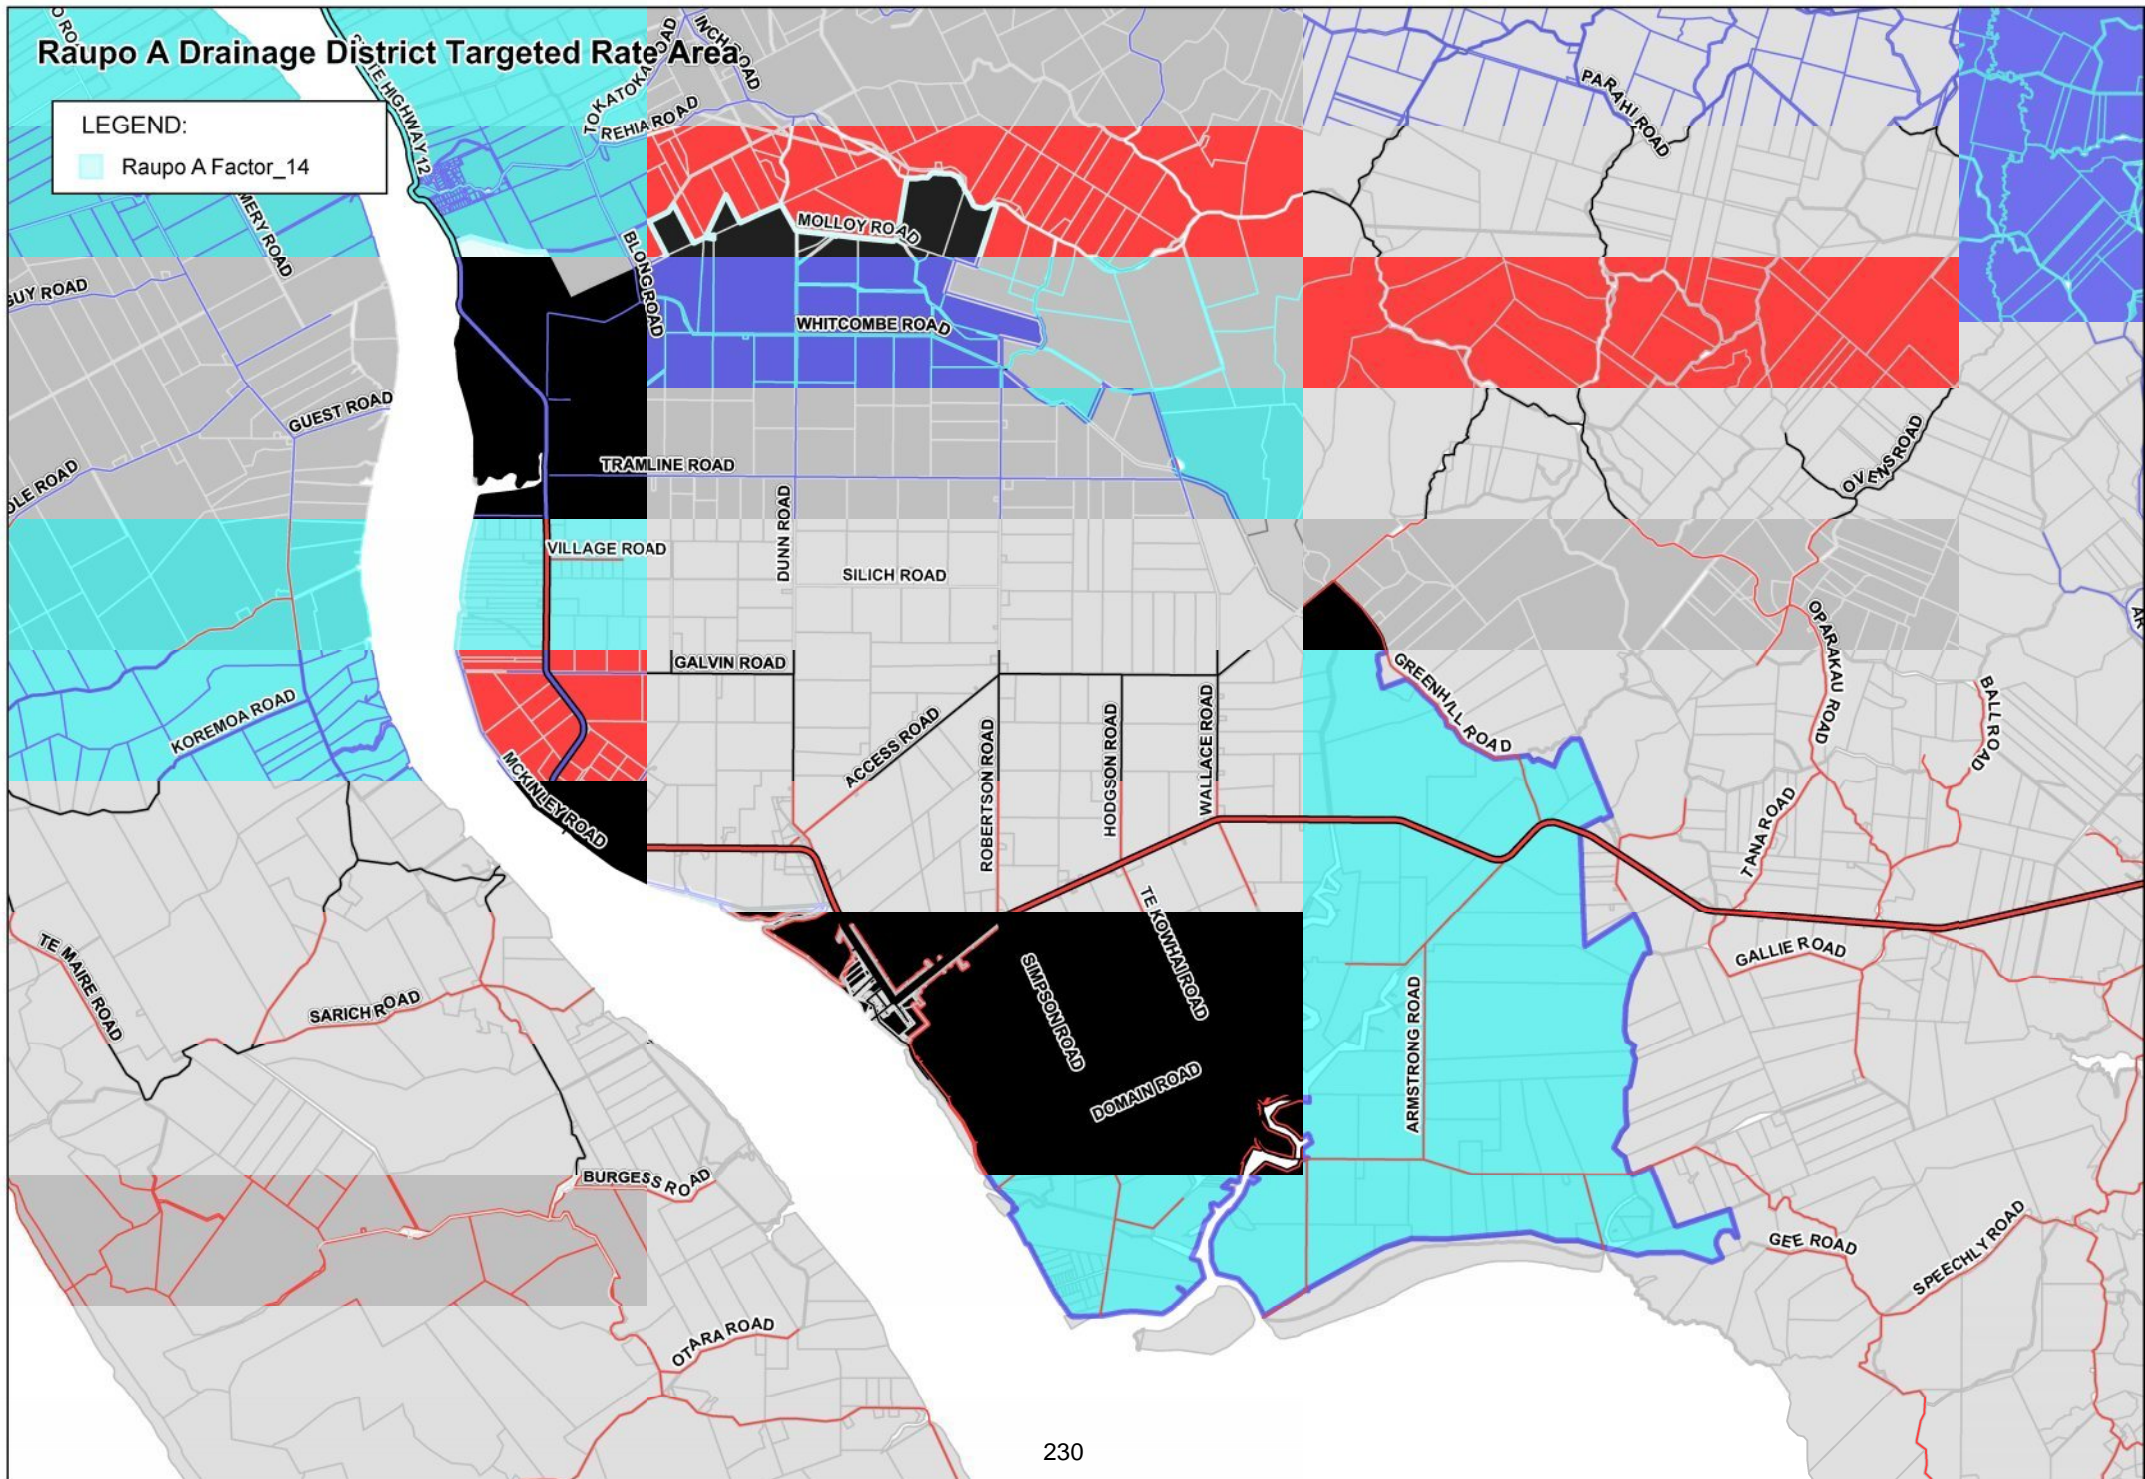 Raupo A Drainage District Targeted Rate Area
LEGEND:
Raupo A Factor_14
TOKATOKA ROAD
REHIA ROAD
PARAHI ROAD
MOLLOY ROAD
BLONG ROAD
GUY ROAD
WHITCOMBE ROAD
GUEST ROAD
TRAMLINE ROAD
OVENS ROAD
DUNN ROAD
VILLAGE ROAD
SILICH ROAD
OPARAKAU ROAD
GALVIN ROAD
GREENHILL ROAD
BALL ROAD
KOREMOA ROAD
ACCESS ROAD
ROBERTSON ROAD
HODGSON ROAD
WALLACE ROAD
MCKINLEY ROAD
TANA ROAD
TE KOWHAI ROAD
TE MAIRE ROAD
SARICH ROAD
SIMPSON ROAD
GALLIE ROAD
ARMSTRONG ROAD
DOMAIN ROAD
BURGESS ROAD
GEE ROAD
SPEECHLY ROAD
OTARA ROAD
230